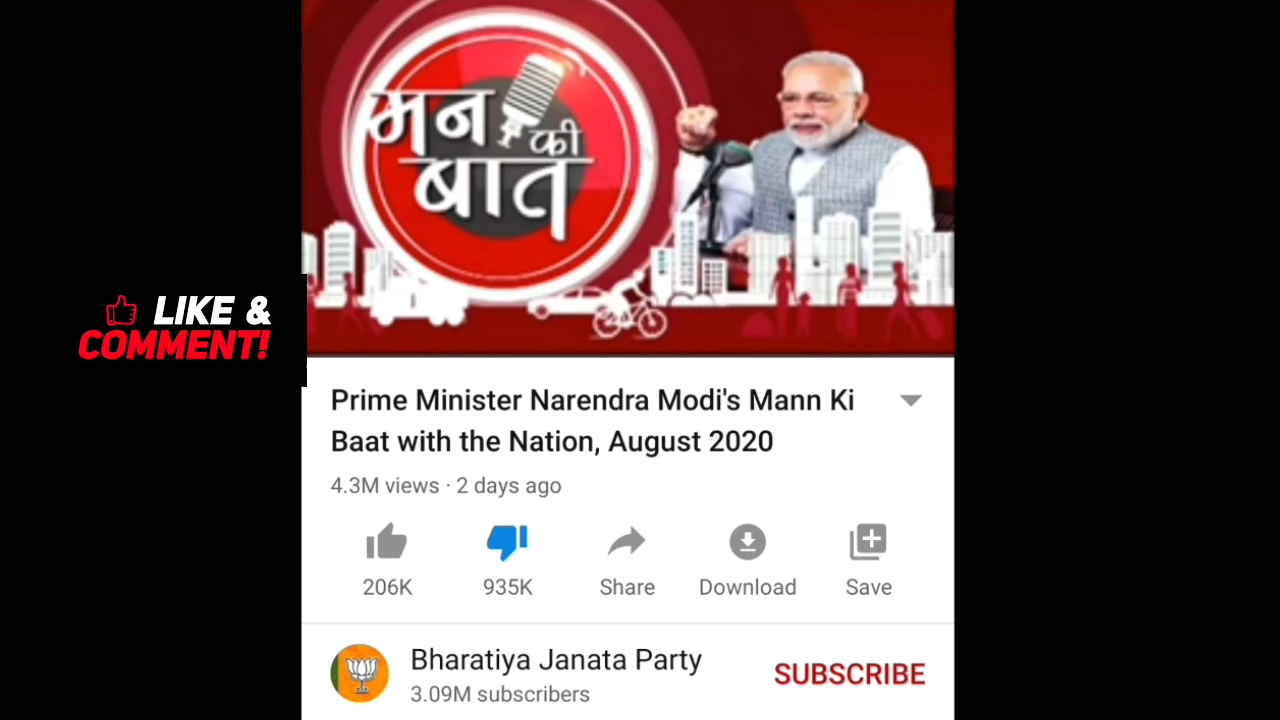 मन की
बात
LIKE &
COMMENT!
Prime Minister Narendra Modi's Mann Ki
Baat with the Nation, August 2020
4.3M views · 2 days ago
206K
935K
Share
Download
Save
Bharatiya Janata Party
3.09M subscribers
SUBSCRIBE